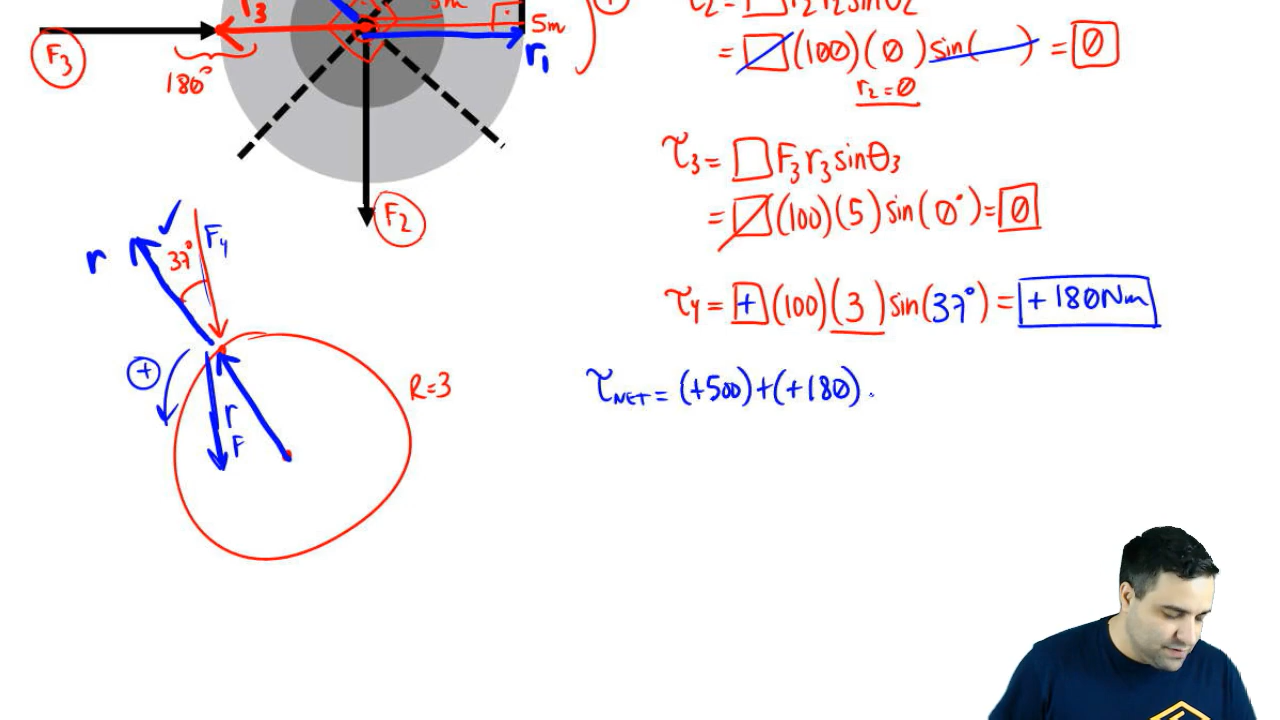 τ₂ = □ F₂ r₂ sinθ₂
r₃
3m
+
5m
F₃
r₁
= □ (100) (0) sin( ) = 0
180°
r₂ = 0
τ₃ = □ F₃ r₃ sinθ₃
= □ (100) (5) sin(0°) = 0
F₂
r
37°
F₄
τ₄ = + (100) (3) sin(37°) = +180Nm
+
R=3
τNET = (+500) + (+180)
r
F